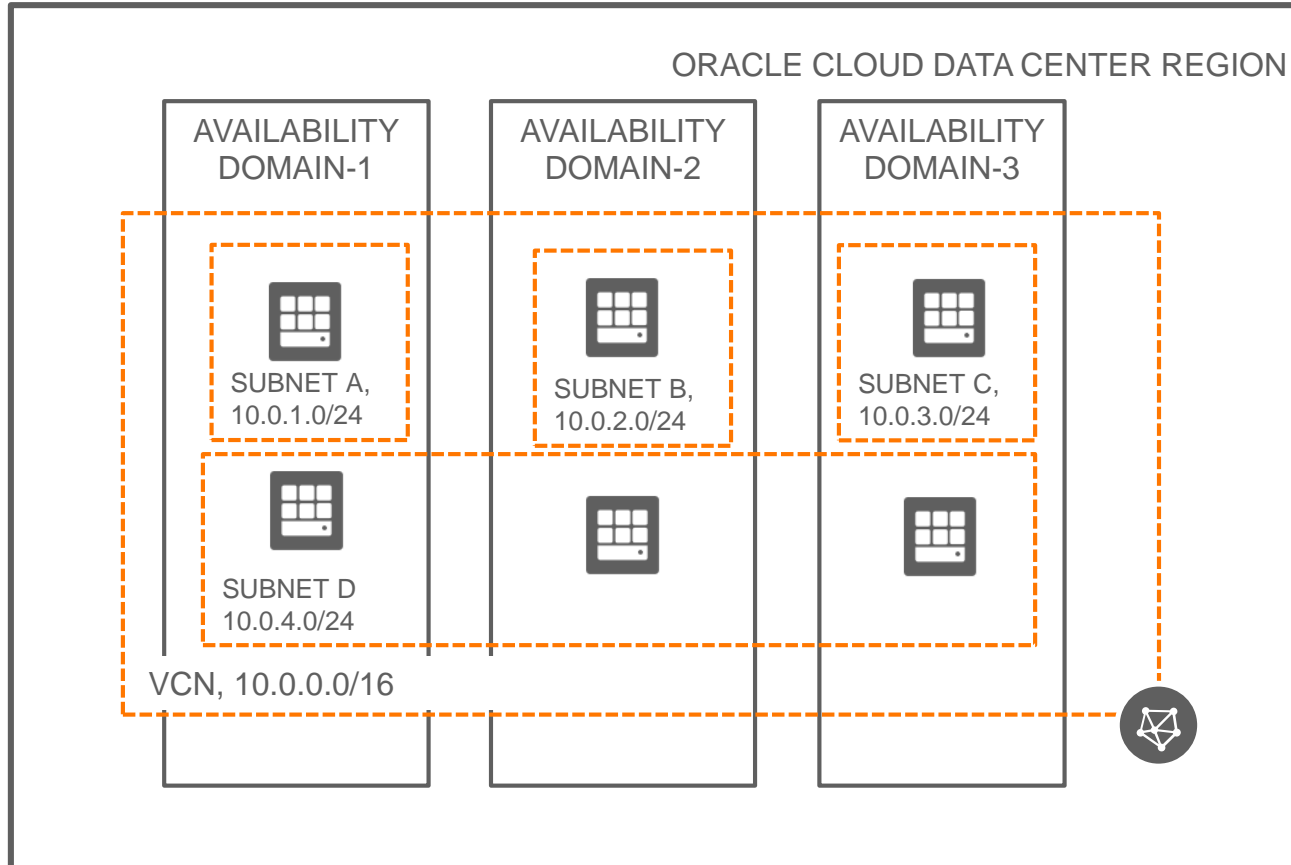 ORACLE CLOUD DATA CENTER REGION
AVAILABILITY
DOMAIN-1
AVAILABILITY
DOMAIN-2
AVAILABILITY
DOMAIN-3
SUBNET A,
10.0.1.0/24
SUBNET B,
10.0.2.0/24
SUBNET C,
10.0.3.0/24
SUBNET D
10.0.4.0/24
VCN, 10.0.0.0/16